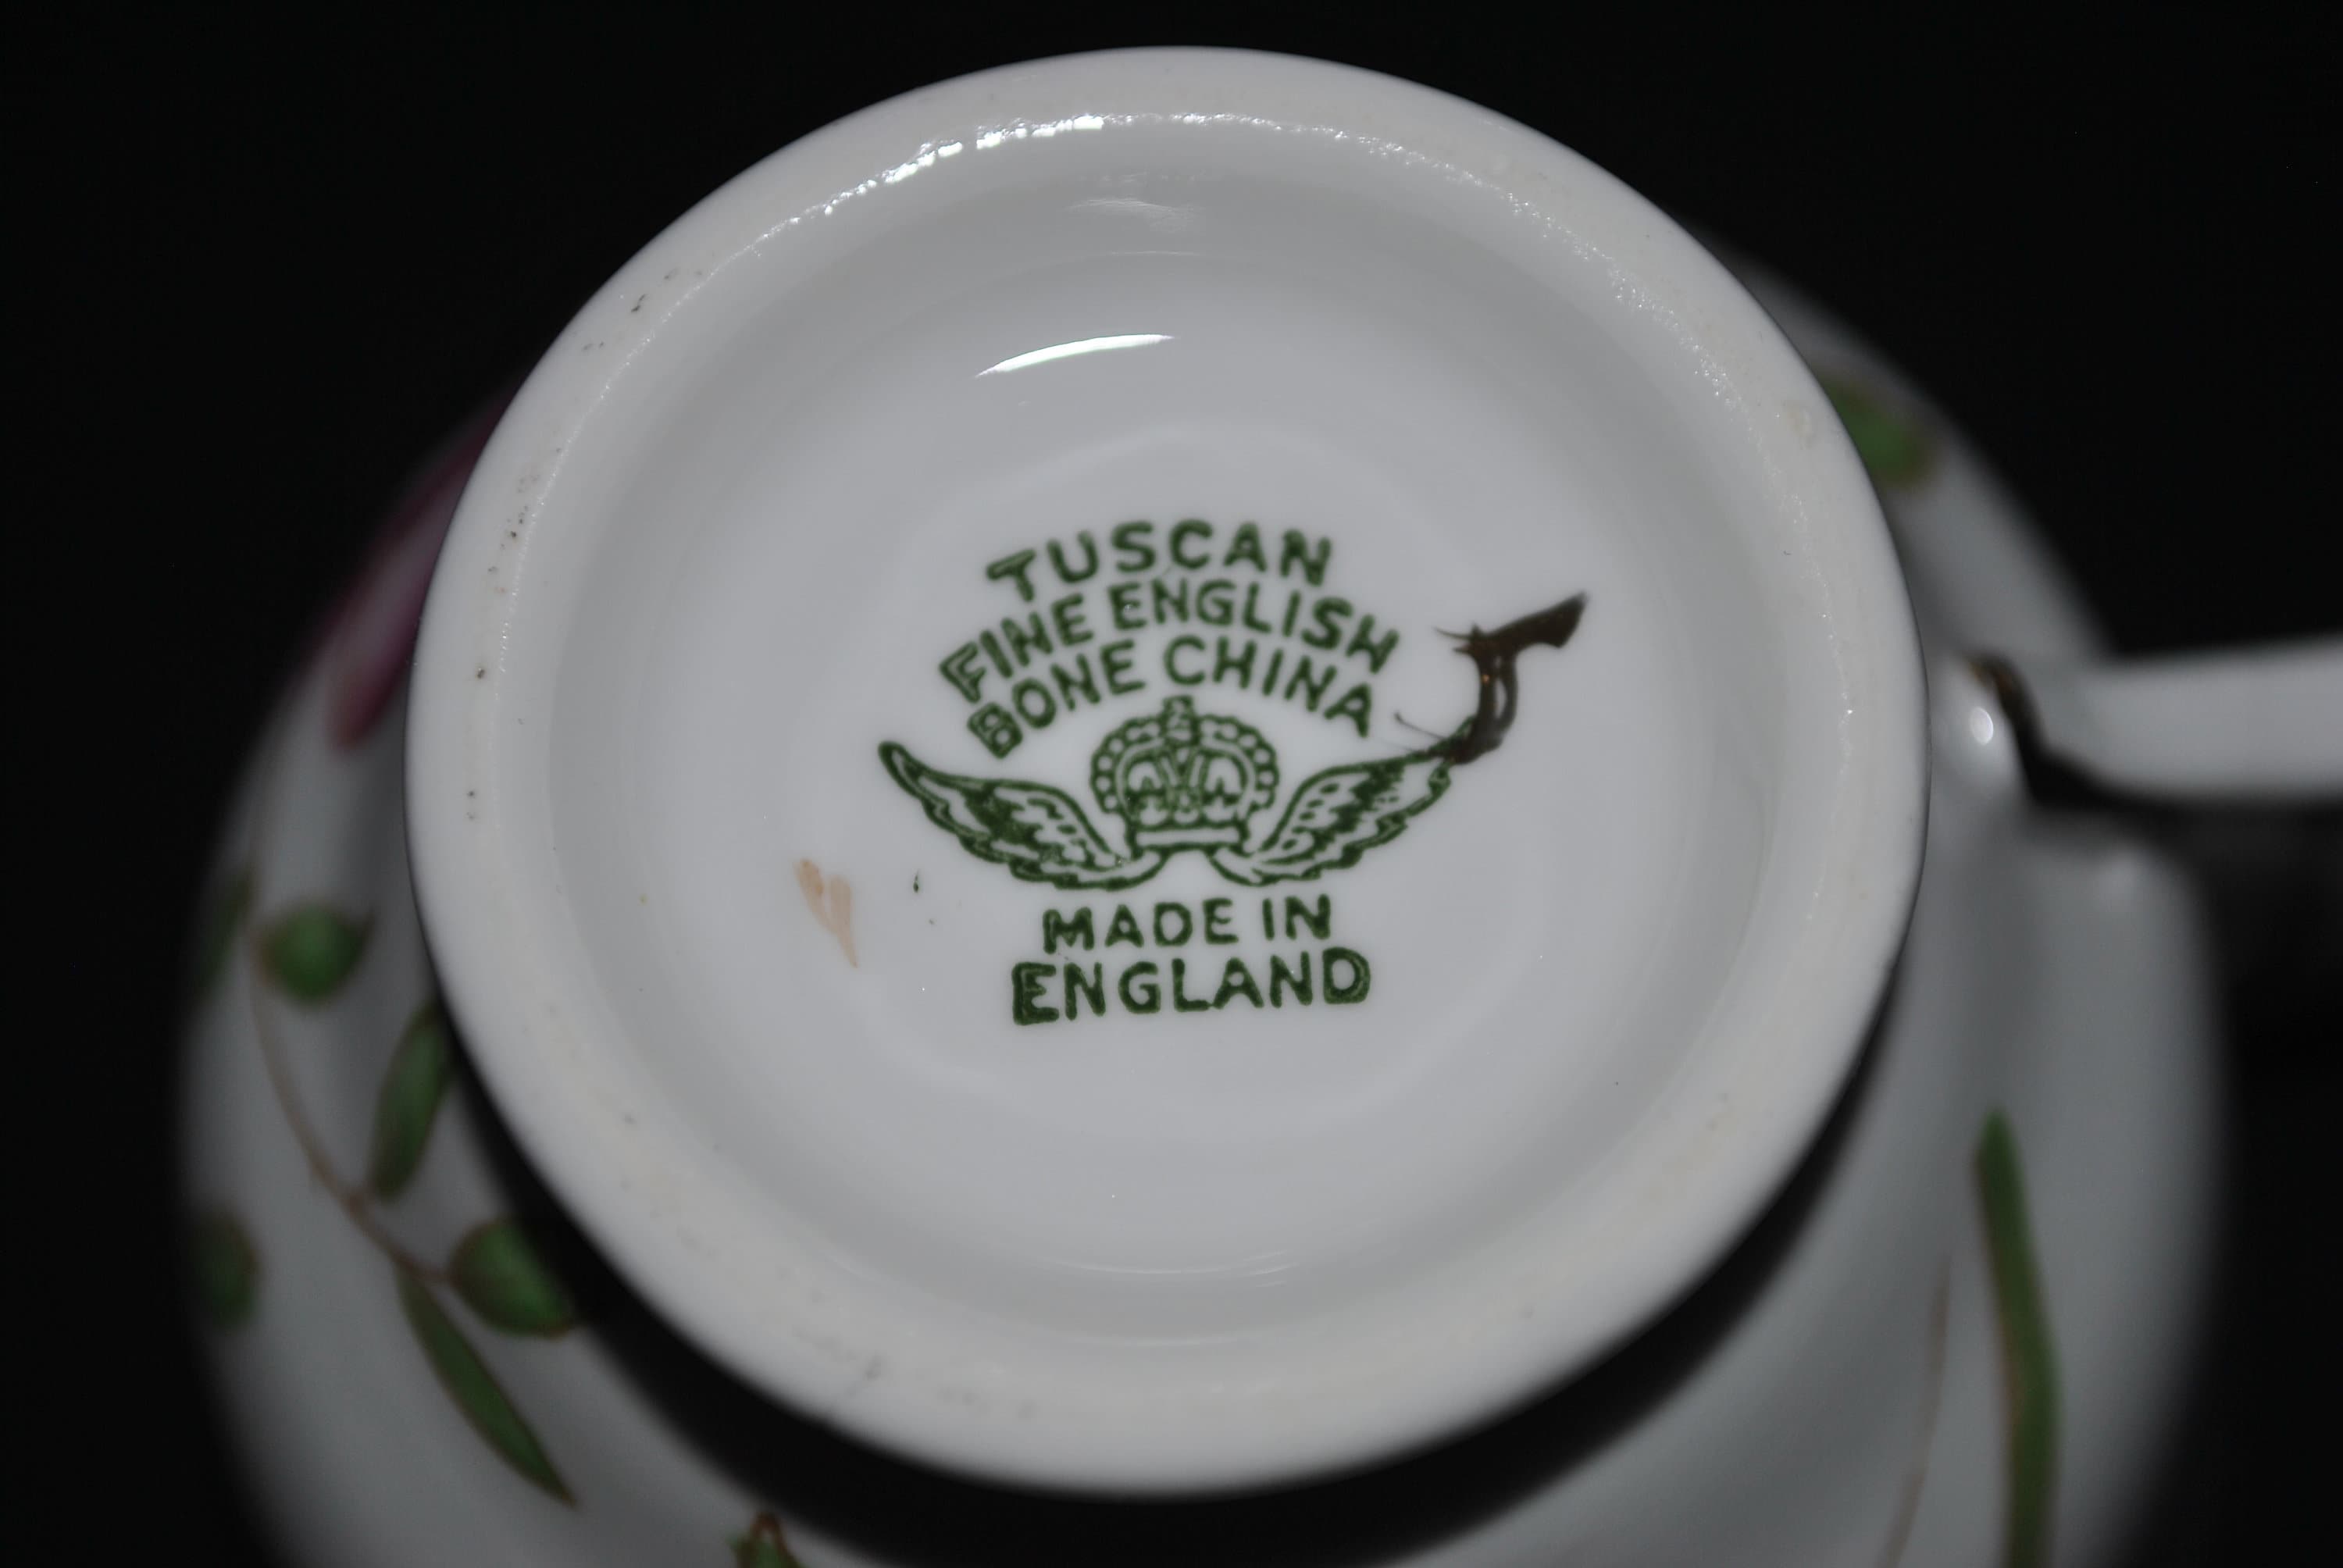 TUSCAN
FINE ENGLISH
BONE CHINA
MADE IN
ENGLAND